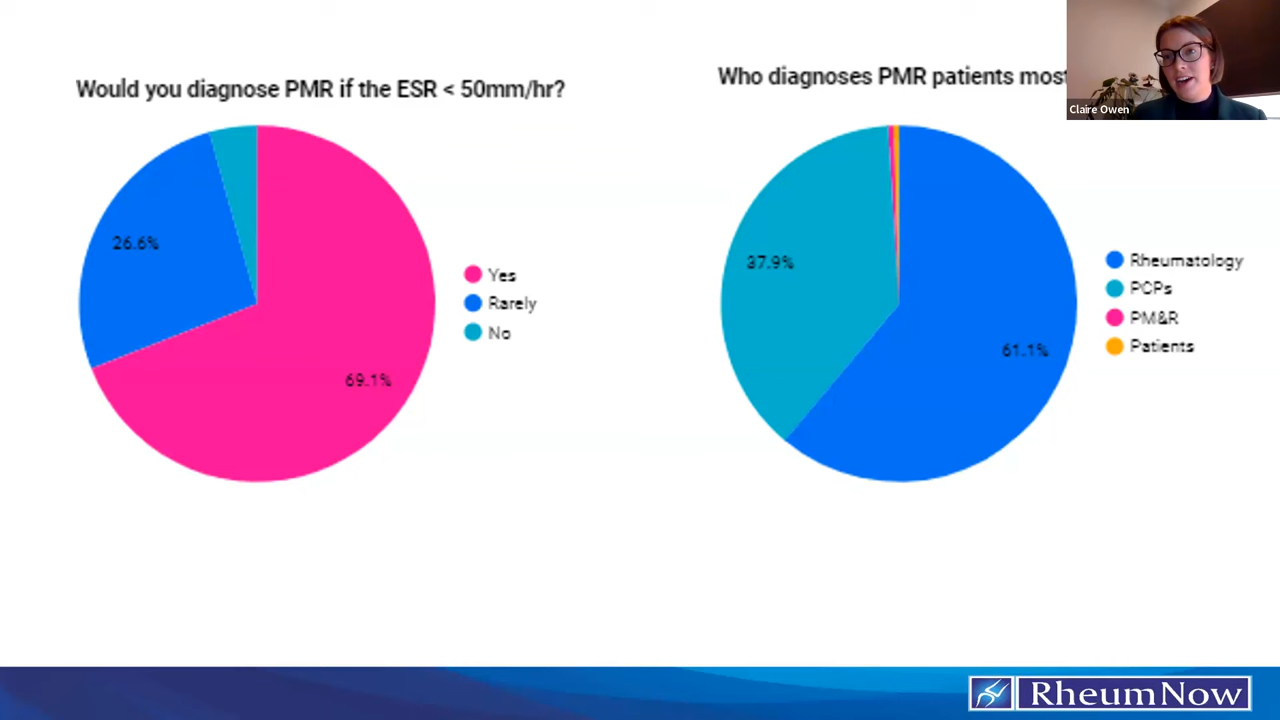 Would you diagnose PMR if the ESR < 50mm/hr?
26.6%
69.1%
Yes
Rarely
No
Who diagnoses PMR patients most
37.9%
61.1%
Rheumatology
PCPs
PM&R
Patients
Claire Owen
RheumNow